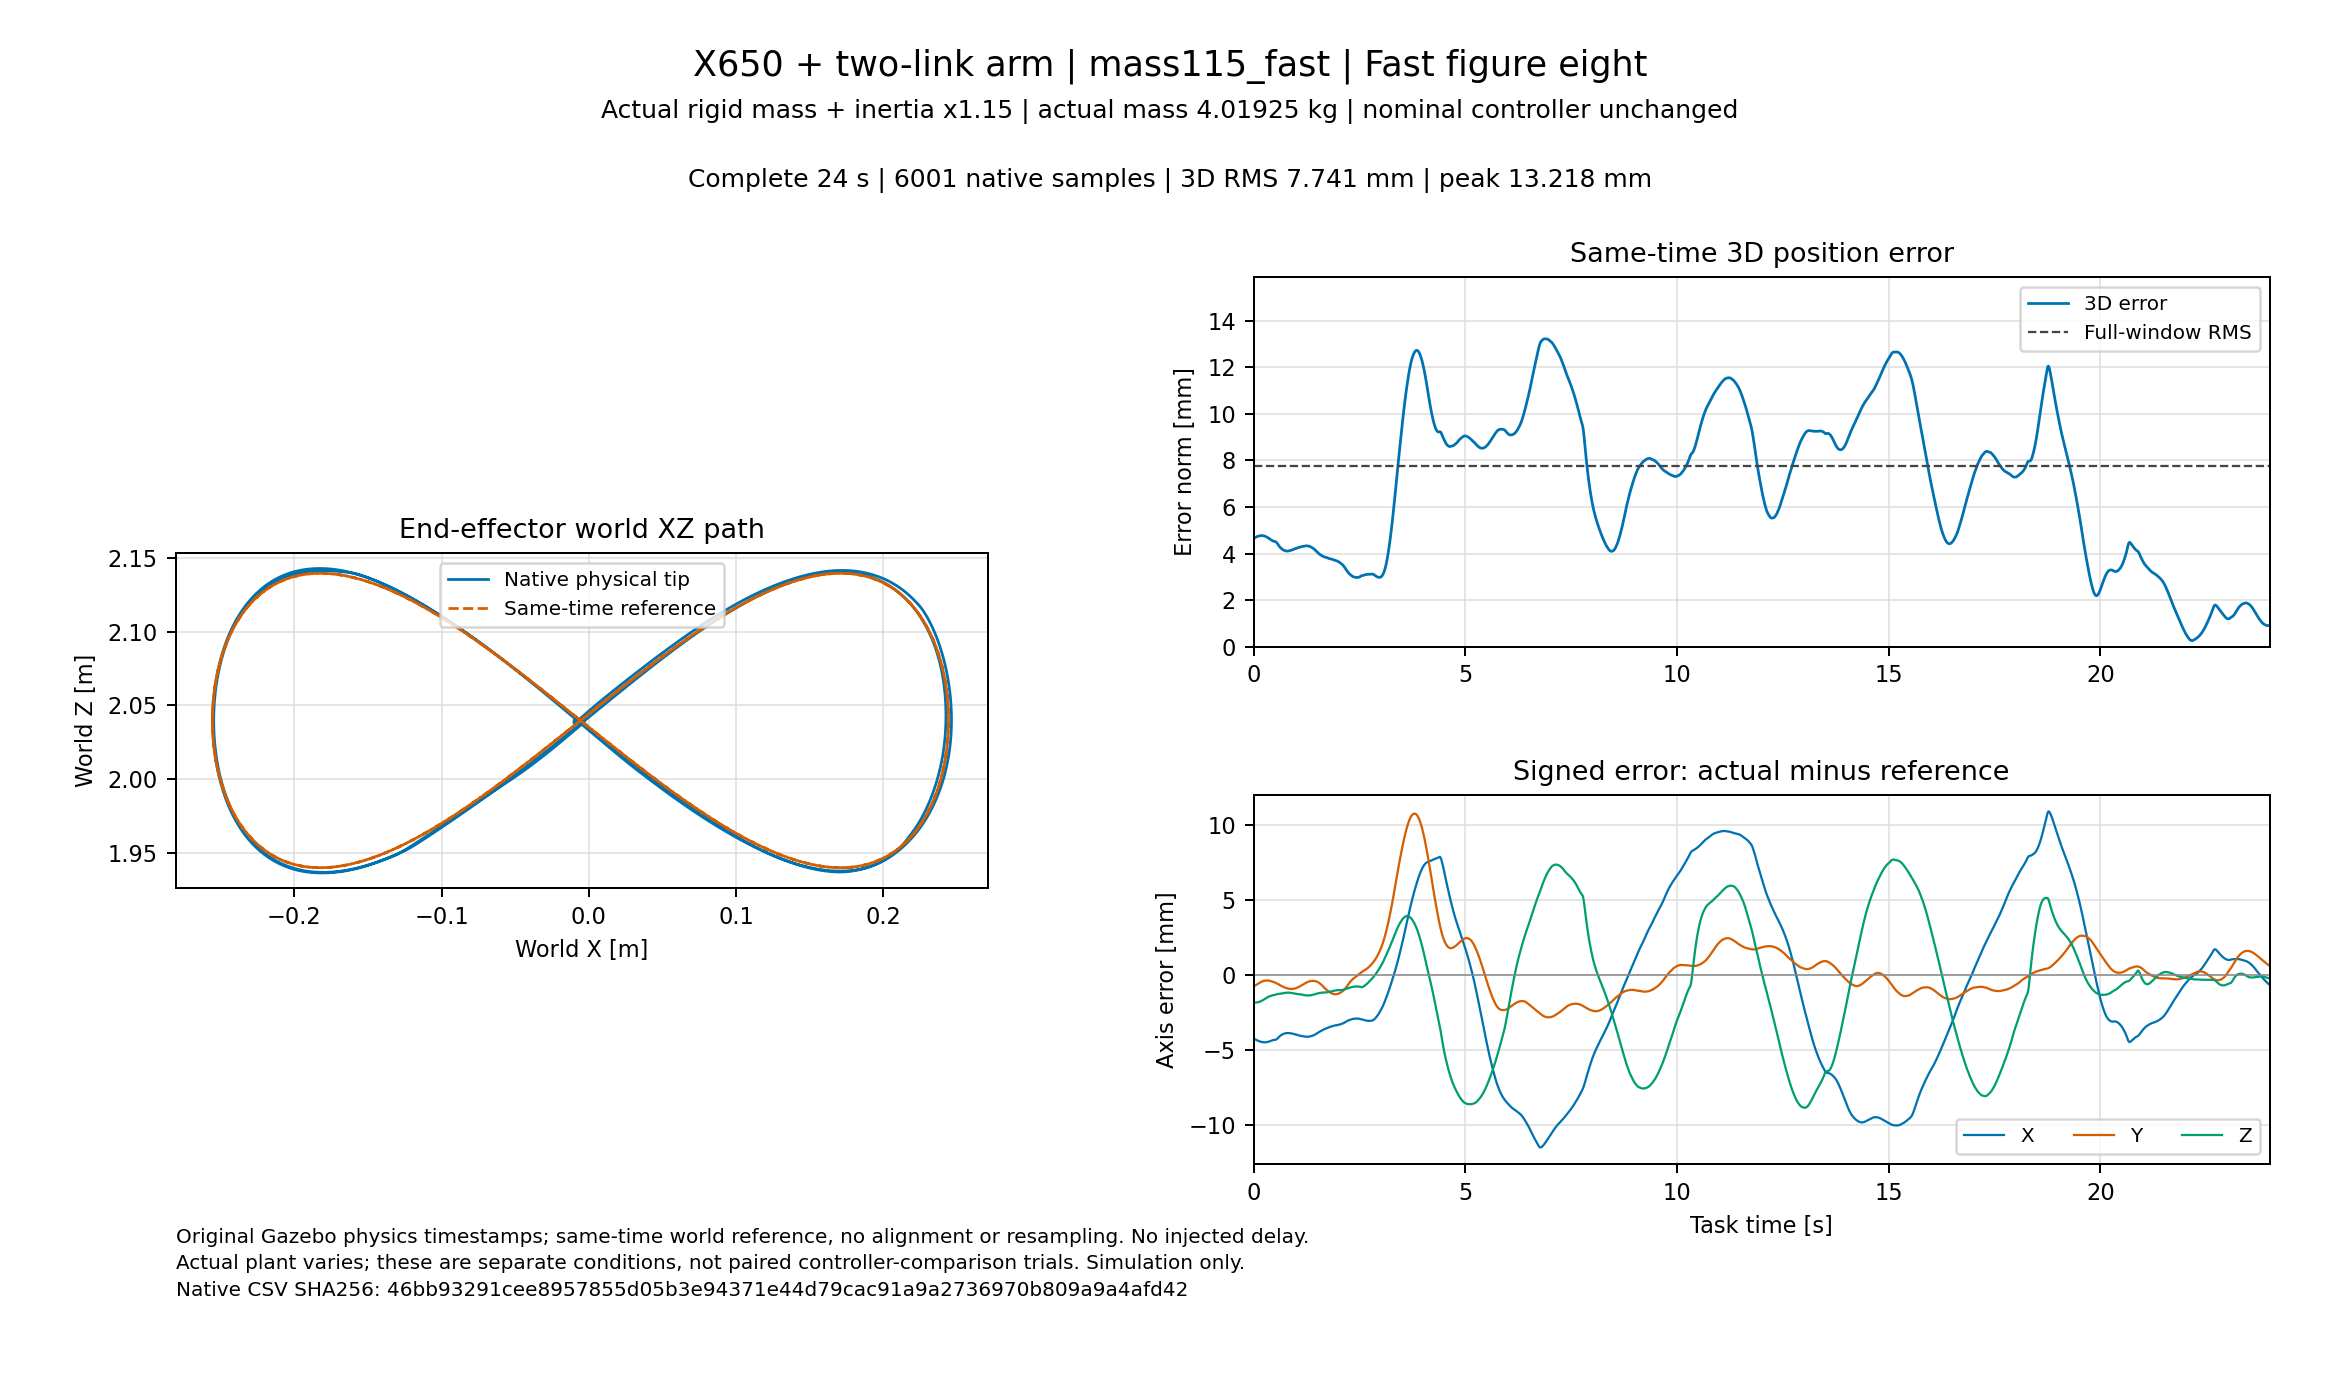 X650 + two-link arm | mass115_fast | Fast figure eight
Actual rigid mass + inertia x1.15 | actual mass 4.01925 kg | nominal controller unchanged
Complete 24 s | 6001 native samples | 3D RMS 7.741 mm | peak 13.218 mm
End-effector world XZ path
Native physical tip
Same-time reference
2.15
2.10
2.05
2.00
1.95
World Z [m]
−0.2
−0.1
0.0
0.1
0.2
World X [m]
Same-time 3D position error
3D error
Full-window RMS
14
12
10
8
6
4
2
0
Error norm [mm]
0
5
10
15
20
Signed error: actual minus reference
10
5
0
−5
−10
Axis error [mm]
X
Y
Z
0
5
10
15
20
Task time [s]
Original Gazebo physics timestamps; same-time world reference, no alignment or resampling. No injected delay.
Actual plant varies; these are separate conditions, not paired controller-comparison trials. Simulation only.
Native CSV SHA256: 46bb93291cee8957855d05b3e94371e44d79cac91a9a2736970b809a9a4afd42